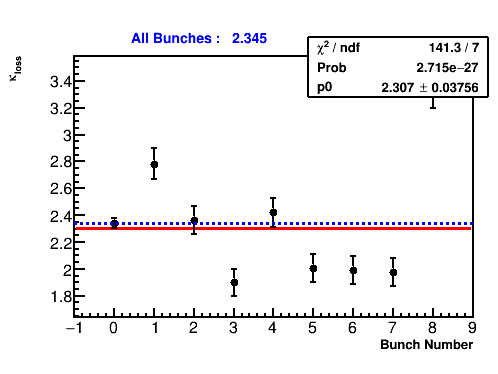 All Bunches : 2.345
χ² / ndf 141.3 / 7
Prob 2.715e−27
p0 2.307 ± 0.03756
κloss
3.4
3.2
3
2.8
2.6
2.4
2.2
2
1.8
−1 0 1 2 3 4 5 6 7 8 9
Bunch Number